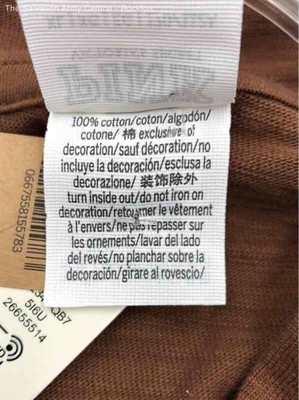 100% cotton/coton/algodón/
cotone/ 棉 exclusive of
decoration/sauf décoration/no
incluye la decoración/esclusa la
decorazione/ 装饰除外
turn inside out/do not iron on
decoration/retourner le vêtement
à l'envers/ne pas repasser sur
les ornements/lavar del lado
del revés/no planchar sobre la
decoración/girare al rovescio/
0667558155783
5I6U
26655514